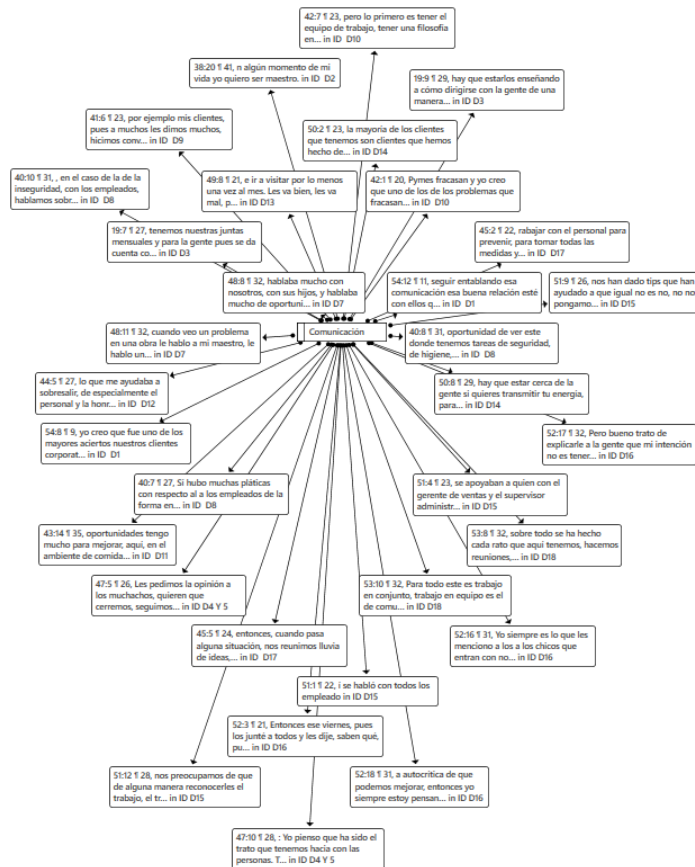 42:7 ¶ 23, pero lo primero es tener el
equipo de trabajo, tener una filosofía
en... in ID D10
38:20 ¶ 41, n algún momento de mi
vida yo quiero ser maestro. in ID D2
19:9 ¶ 29, hay que estarlos enseñando
a cómo dirigirse con la gente de una
manera... in ID D3
41:6 ¶ 23, por ejemplo mis clientes,
pues a muchos les dimos muchos,
hicimos conv... in ID D9
50:2 ¶ 23, la mayoría de los clientes
que tenemos son clientes que hemos
hecho de... in ID D14
40:10 ¶ 31, , en el caso de la de la
inseguridad, con los empleados,
hablamos sobr... in ID D8
49:8 ¶ 21, e ir a visitar por lo menos
una vez al mes. Les va bien, les va
mal, p... in ID D13
42:1 ¶ 20, Pymes fracasan y yo creo
que uno de los de los problemas que
fracasan... in ID D10
19:7 ¶ 27, tenemos nuestras juntas
mensuales y para la gente pues se da
cuenta co... in ID D3
45:2 ¶ 22, rabajar con el personal para
prevenir, para tomar todas las
medidas y... in ID D17
48:8 ¶ 32, hablaba mucho con
nosotros, con sus hijos, y hablaba
mucho de oportuni... in ID D7
54:12 ¶ 11, seguir entablando esa
comunicación esa buena relación esté
con ellos q... in ID D1
51:9 ¶ 26, nos han dado tips que han
ayudado a que igual no es no, no no
pongamo... in ID D15
48:11 ¶ 32, cuando veo un problema
en una obra le hablo a mi maestro, le
hablo un... in ID D7
Comunicación
40:8 ¶ 31, oportunidad de ver este
donde tenemos tareas de seguridad,
de higiene,... in ID D8
44:5 ¶ 27, lo que me ayudaba a
sobresalir, de especialmente el
personal y la honr... in ID D12
50:8 ¶ 29, hay que estar cerca de la
gente si quieres transmitir tu energía,
para... in ID D14
54:8 ¶ 9, yo creo que fue uno de los
mayores aciertos nuestros clientes
corporat... in ID D1
52:17 ¶ 32, Pero bueno trato de
explicarle a la gente que mi intención
no es tener... in ID D16
40:7 ¶ 27, Si hubo muchas pláticas
con respecto al a los empleados de la
forma en... in ID D8
51:4 ¶ 23, se apoyaban a quien con el
gerente de ventas y el supervisor
administr... in ID D15
43:14 ¶ 35, oportunidades tengo
mucho para mejorar, aquí, en el
ambiente de comida... in ID D11
53:8 ¶ 32, sobre todo se ha hecho
cada rato que aquí tenemos, hacemos
reuniones,... in ID D18
47:5 ¶ 26, Les pedimos la opinión a
los muchachos, quieren que
cerremos, seguimos... in ID D4 Y 5
53:10 ¶ 32, Para todo este es trabajo
en conjunto, trabajo en equipo es el
de comu... in ID D18
45:5 ¶ 24, entonces, cuando pasa
alguna situación, nos reunimos lluvia
de ideas,... in ID D17
52:16 ¶ 31, Yo siempre es lo que les
menciono a los a los chicos que
entran con no... in ID D16
51:1 ¶ 22, i se habló con todos los
empleado in ID D15
52:3 ¶ 21, Entonces ese viernes, pues
los junté a todos y les dije, saben qué,
pu... in ID D16
51:12 ¶ 28, nos preocupamos de que
de alguna manera reconocerles el
trabajo, el tr... in ID D15
52:18 ¶ 31, a autocrítica de que
podemos mejorar, entonces yo
siempre estoy pensan... in ID D16
47:10 ¶ 28, : Yo pienso que ha sido el
trato que tenemos hacia con las
personas. T... in ID D4 Y 5